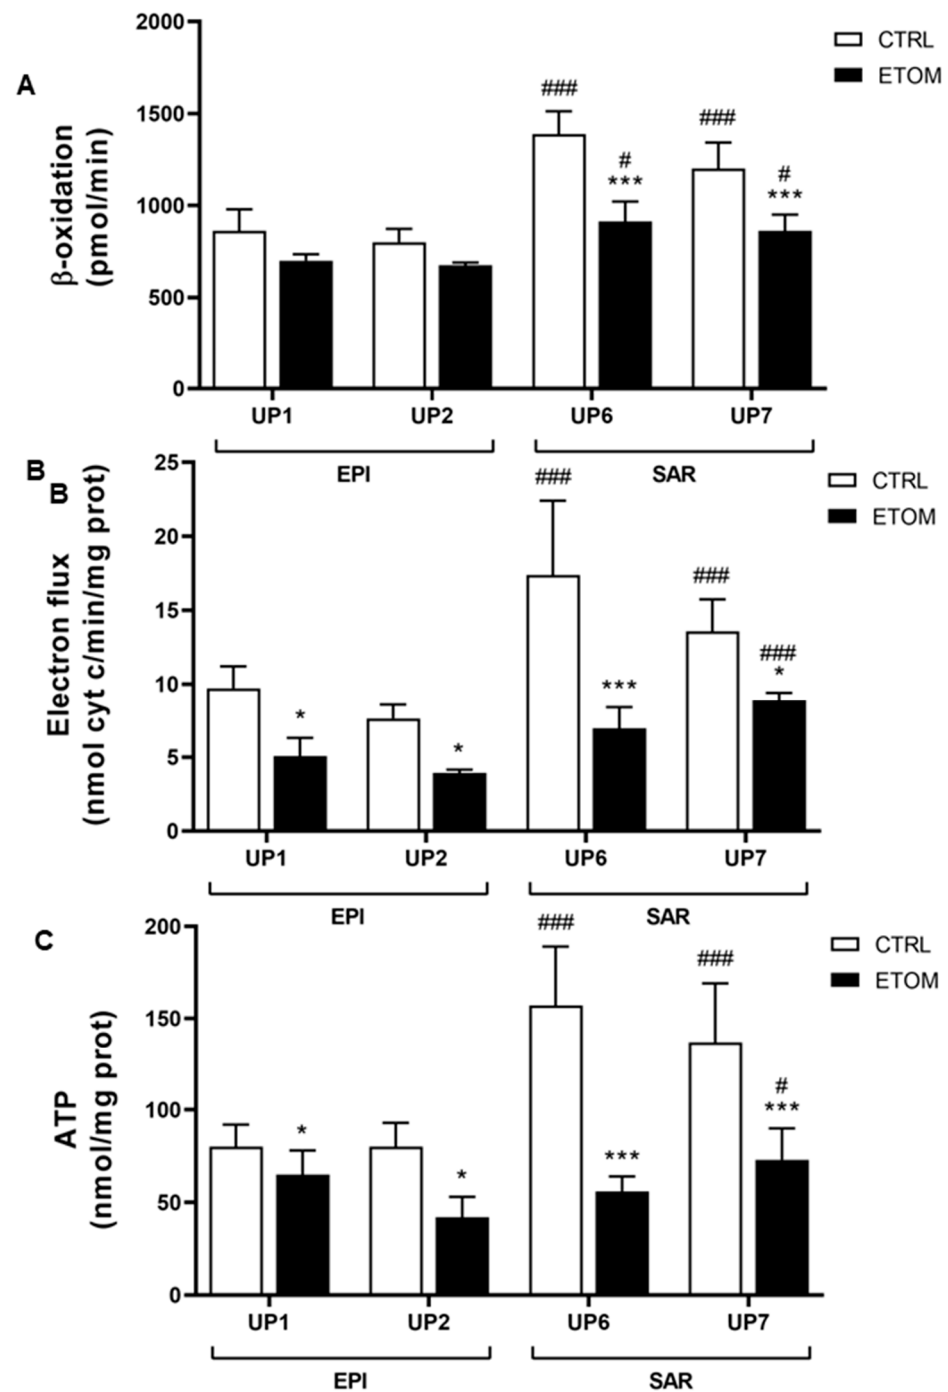 A
β-oxidation
(pmol/min)
2000
1500
1000
500
0
###
#
***
###
#
***
CTRL
ETOM
UP1 UP2 UP6 UP7
EPI SAR
B
B
Electron flux
(nmol cyt c/min/mg prot)
25
20
15
10
5
0
*
*
###
***
###
###
*
CTRL
ETOM
UP1 UP2 UP6 UP7
EPI SAR
C
ATP
(nmol/mg prot)
200
150
100
50
0
*
*
###
***
###
#
***
CTRL
ETOM
UP1 UP2 UP6 UP7
EPI SAR